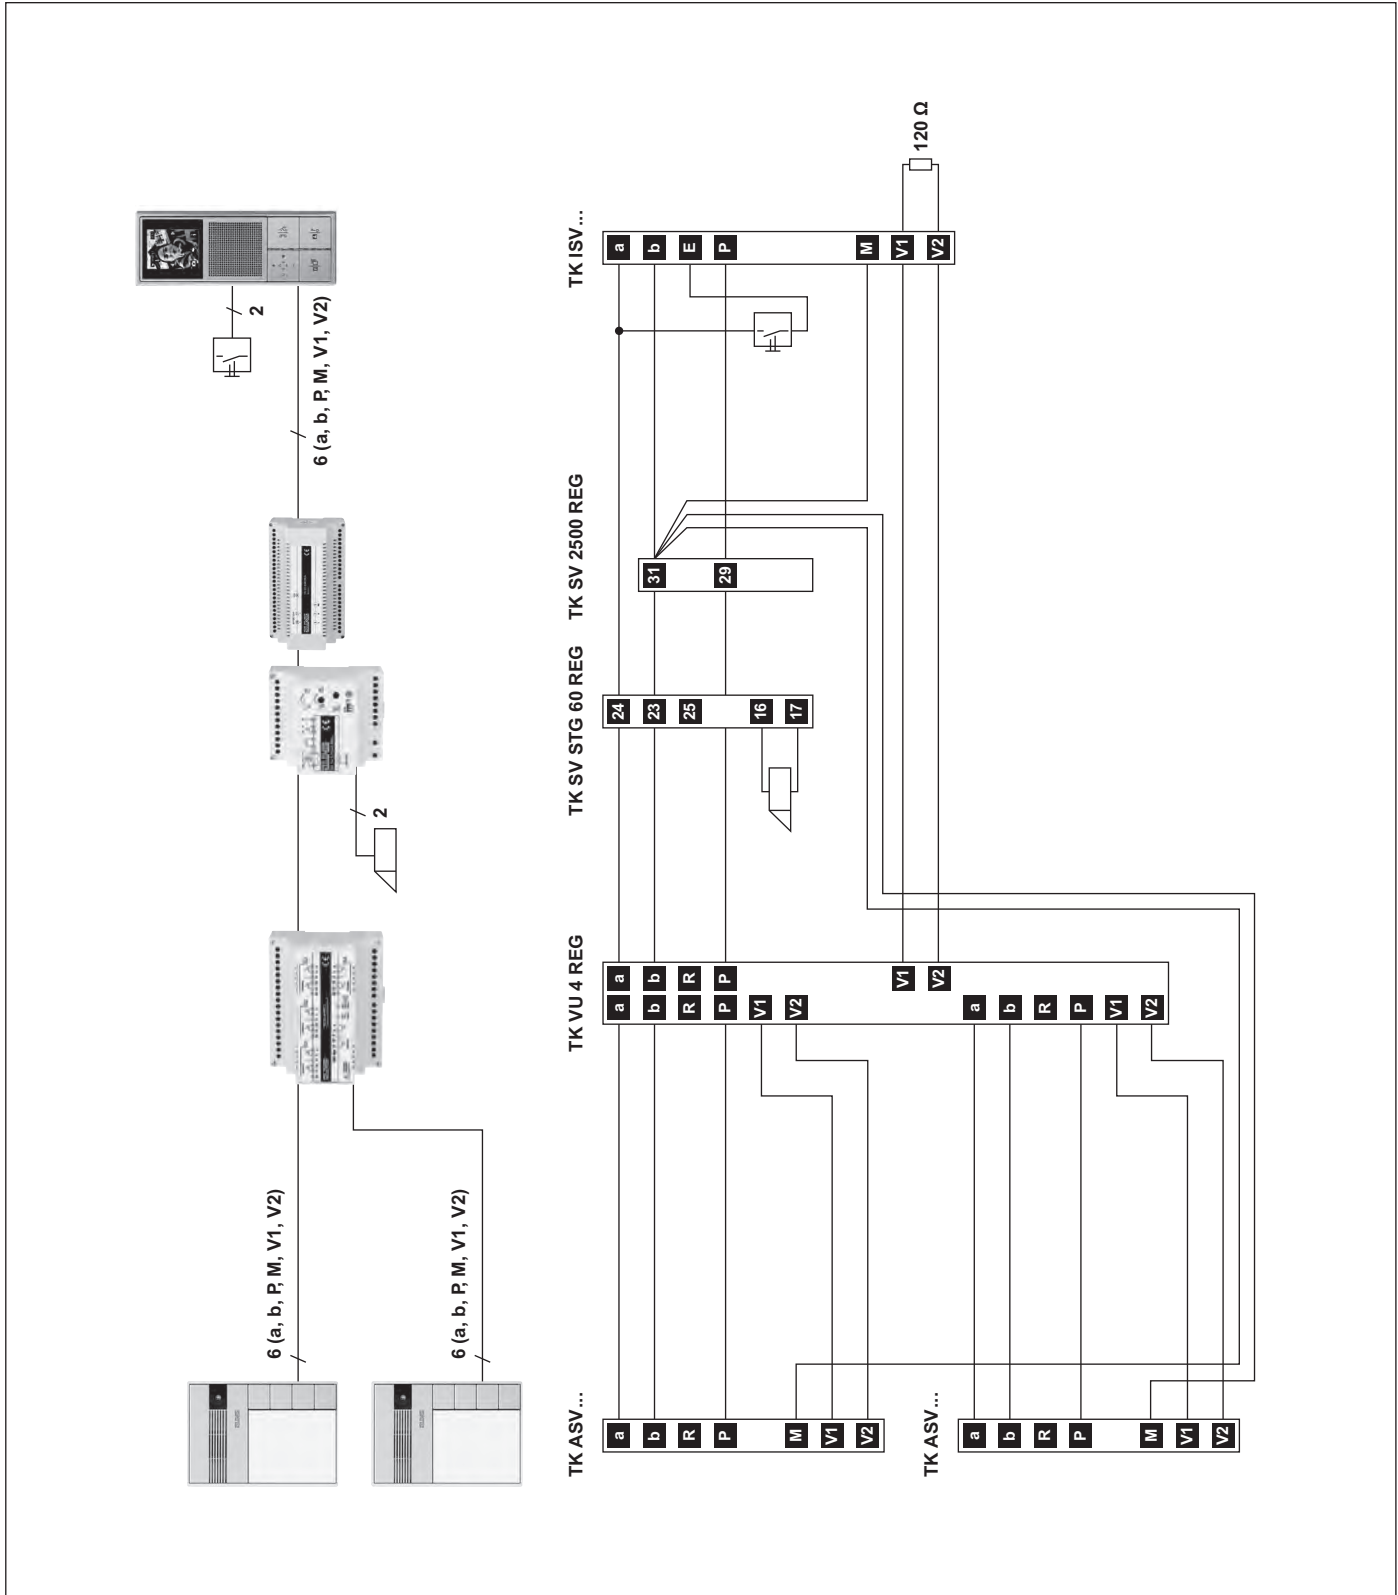 2
6 (a, b, P, M, V1, V2)
2
6 (a, b, P, M, V1, V2)
6 (a, b, P, M, V1, V2)
TK ISV...
a
b
E
P
M
V1
V2
120 Ω
TK SV 2500 REG
31
29
TK SV STG 60 REG
24
23
25
16
17
TK VU 4 REG
a
b
R
P
V1
V2
a
b
R
P
V1
V2
a
b
R
P
V1
V2
TK ASV...
a
b
R
P
M
V1
V2
TK ASV...
a
b
R
P
M
V1
V2